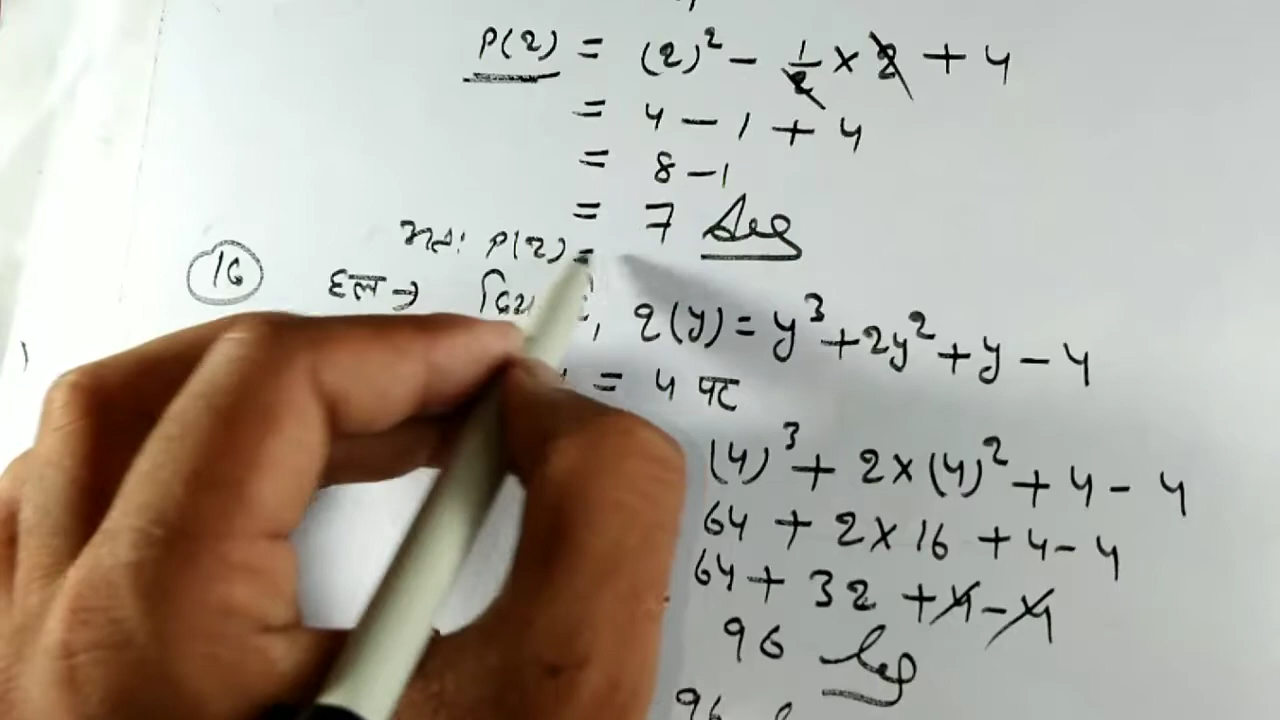 P(2) = (2)² - 1/2 × 2 + 4
= 4 - 1 + 4
= 8 - 1
= 7 Ans
अतः P(2) =
(16) हल → दिया, q(y) = y³ + 2y² + y - 4
= 4 पर
(4)³ + 2×(4)² + 4 - 4
64 + 2×16 + 4 - 4
64 + 32 + 4 - 4
96 Ans
96